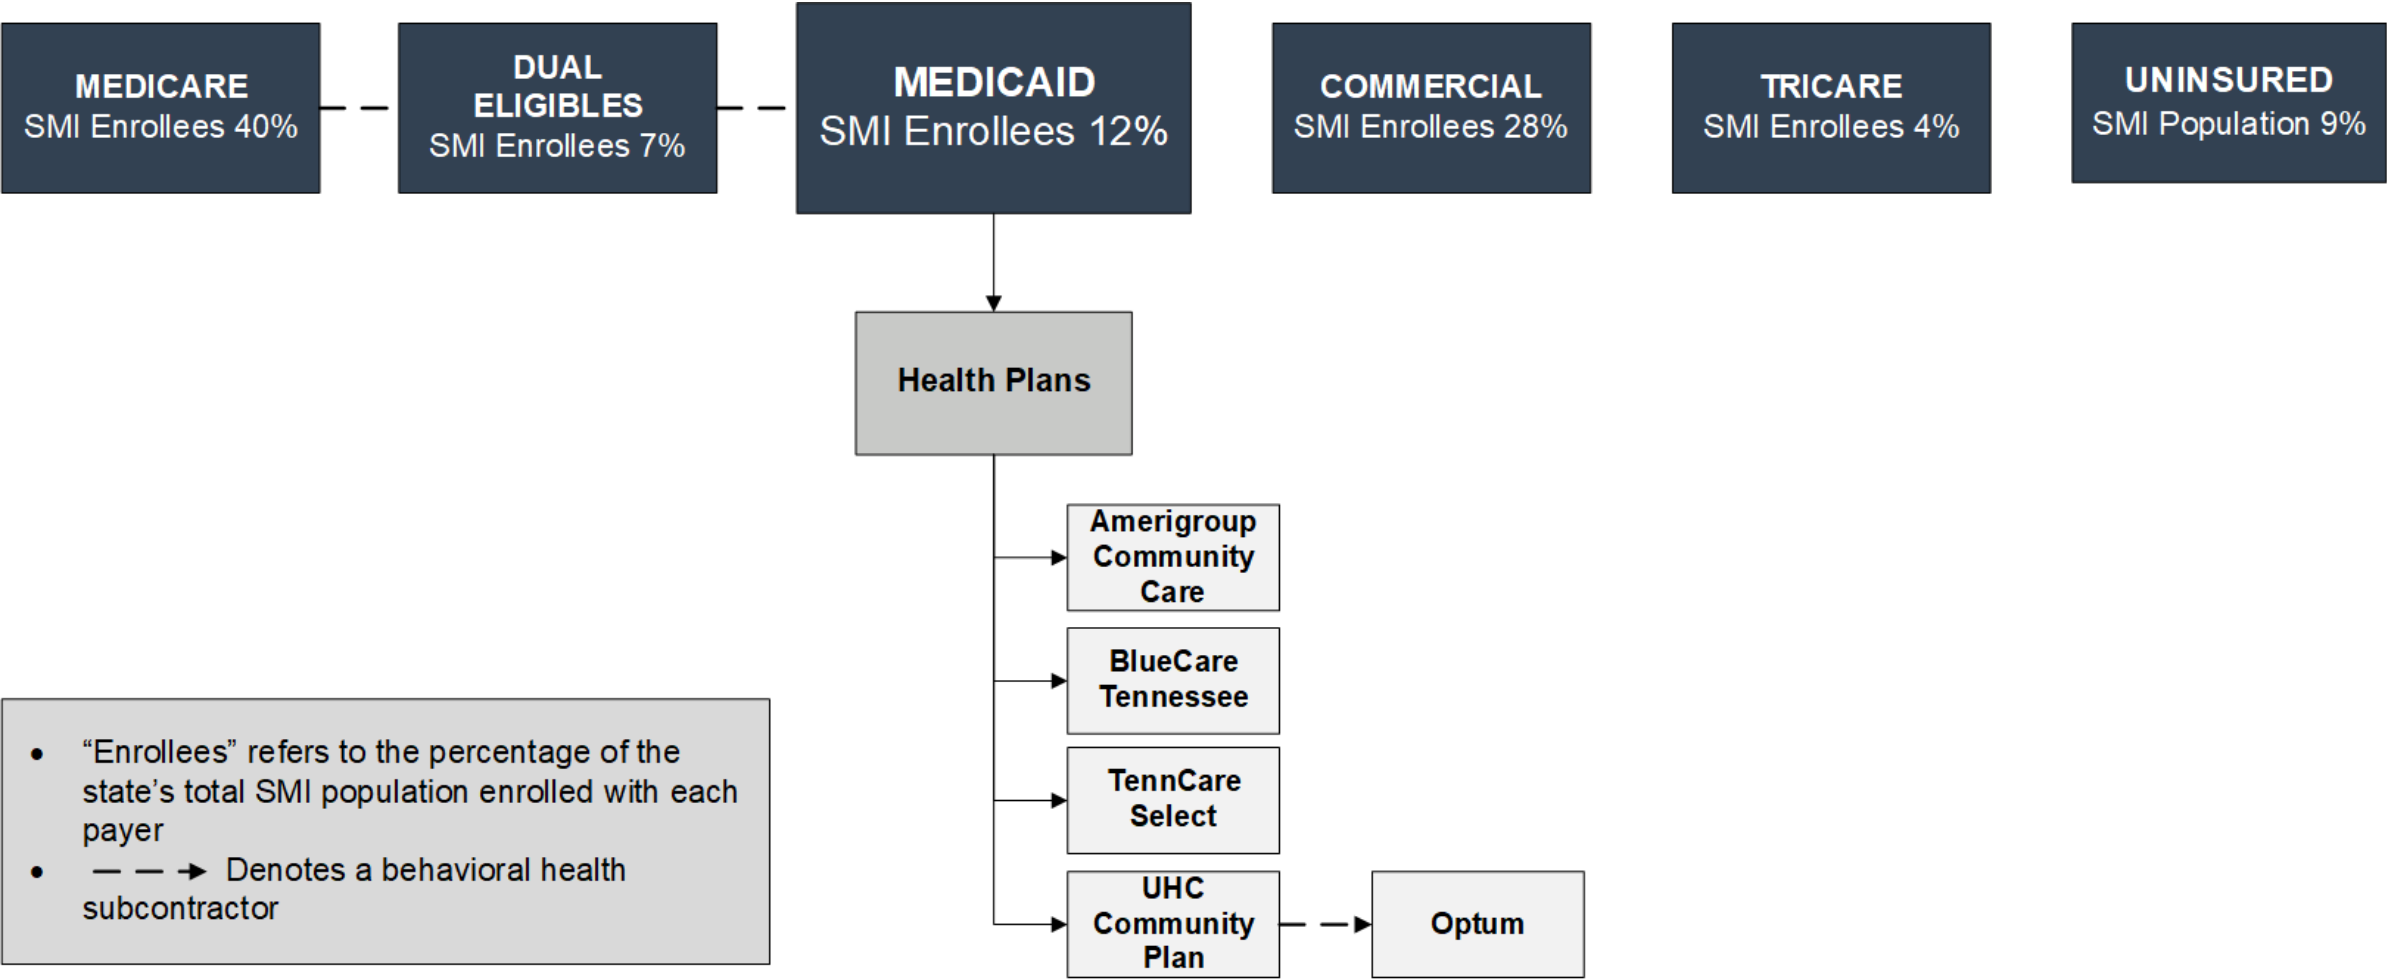 MEDICARE
SMI Enrollees 40%
DUAL
ELIGIBLES
SMI Enrollees 7%
MEDICAID
SMI Enrollees 12%
COMMERCIAL
SMI Enrollees 28%
TRICARE
SMI Enrollees 4%
UNINSURED
SMI Population 9%
Health Plans
Amerigroup
Community
Care
BlueCare
Tennessee
TennCare
Select
UHC
Community
Plan
Optum
• “Enrollees” refers to the percentage of the
state’s total SMI population enrolled with each
payer
• Denotes a behavioral health
subcontractor